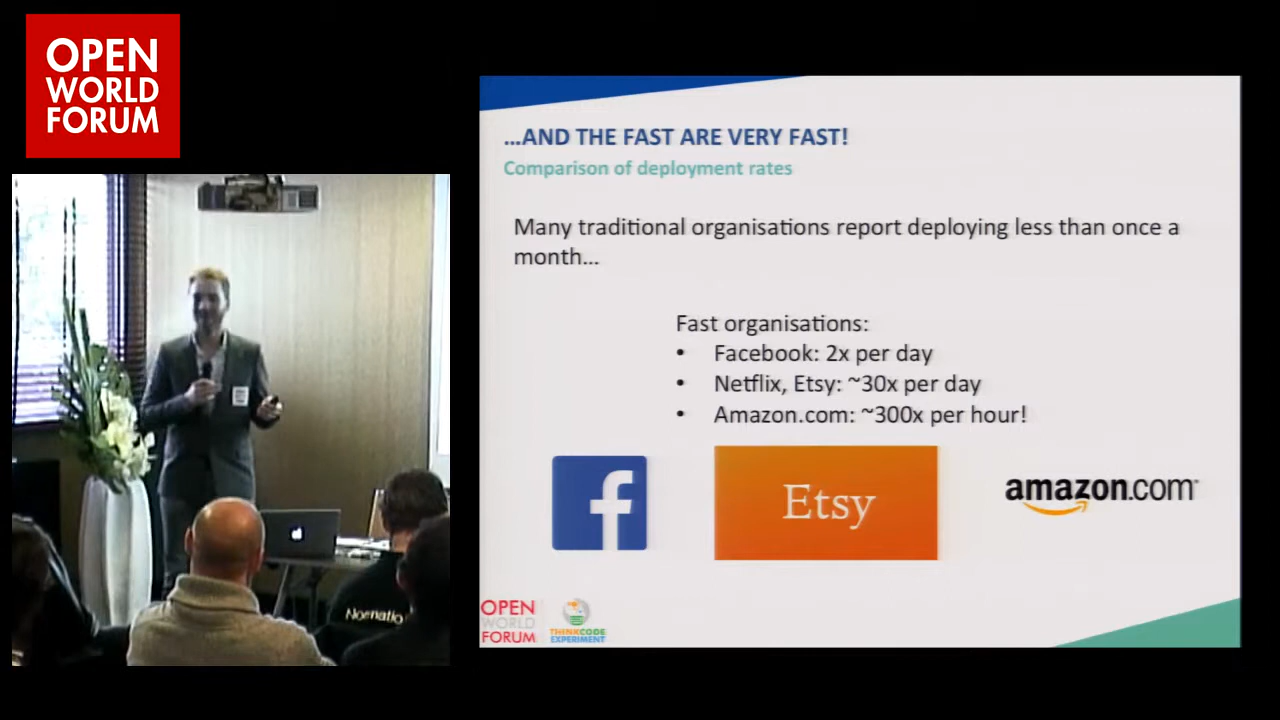 OPEN
WORLD
FORUM
...AND THE FAST ARE VERY FAST!
Comparison of deployment rates
Many traditional organisations report deploying less than once a
month...
Fast organisations:
• Facebook: 2x per day
• Netflix, Etsy: ~30x per day
• Amazon.com: ~300x per hour!
f
Etsy
amazon.com
OPEN
WORLD
FORUM
THINKCODE
EXPERIMENT